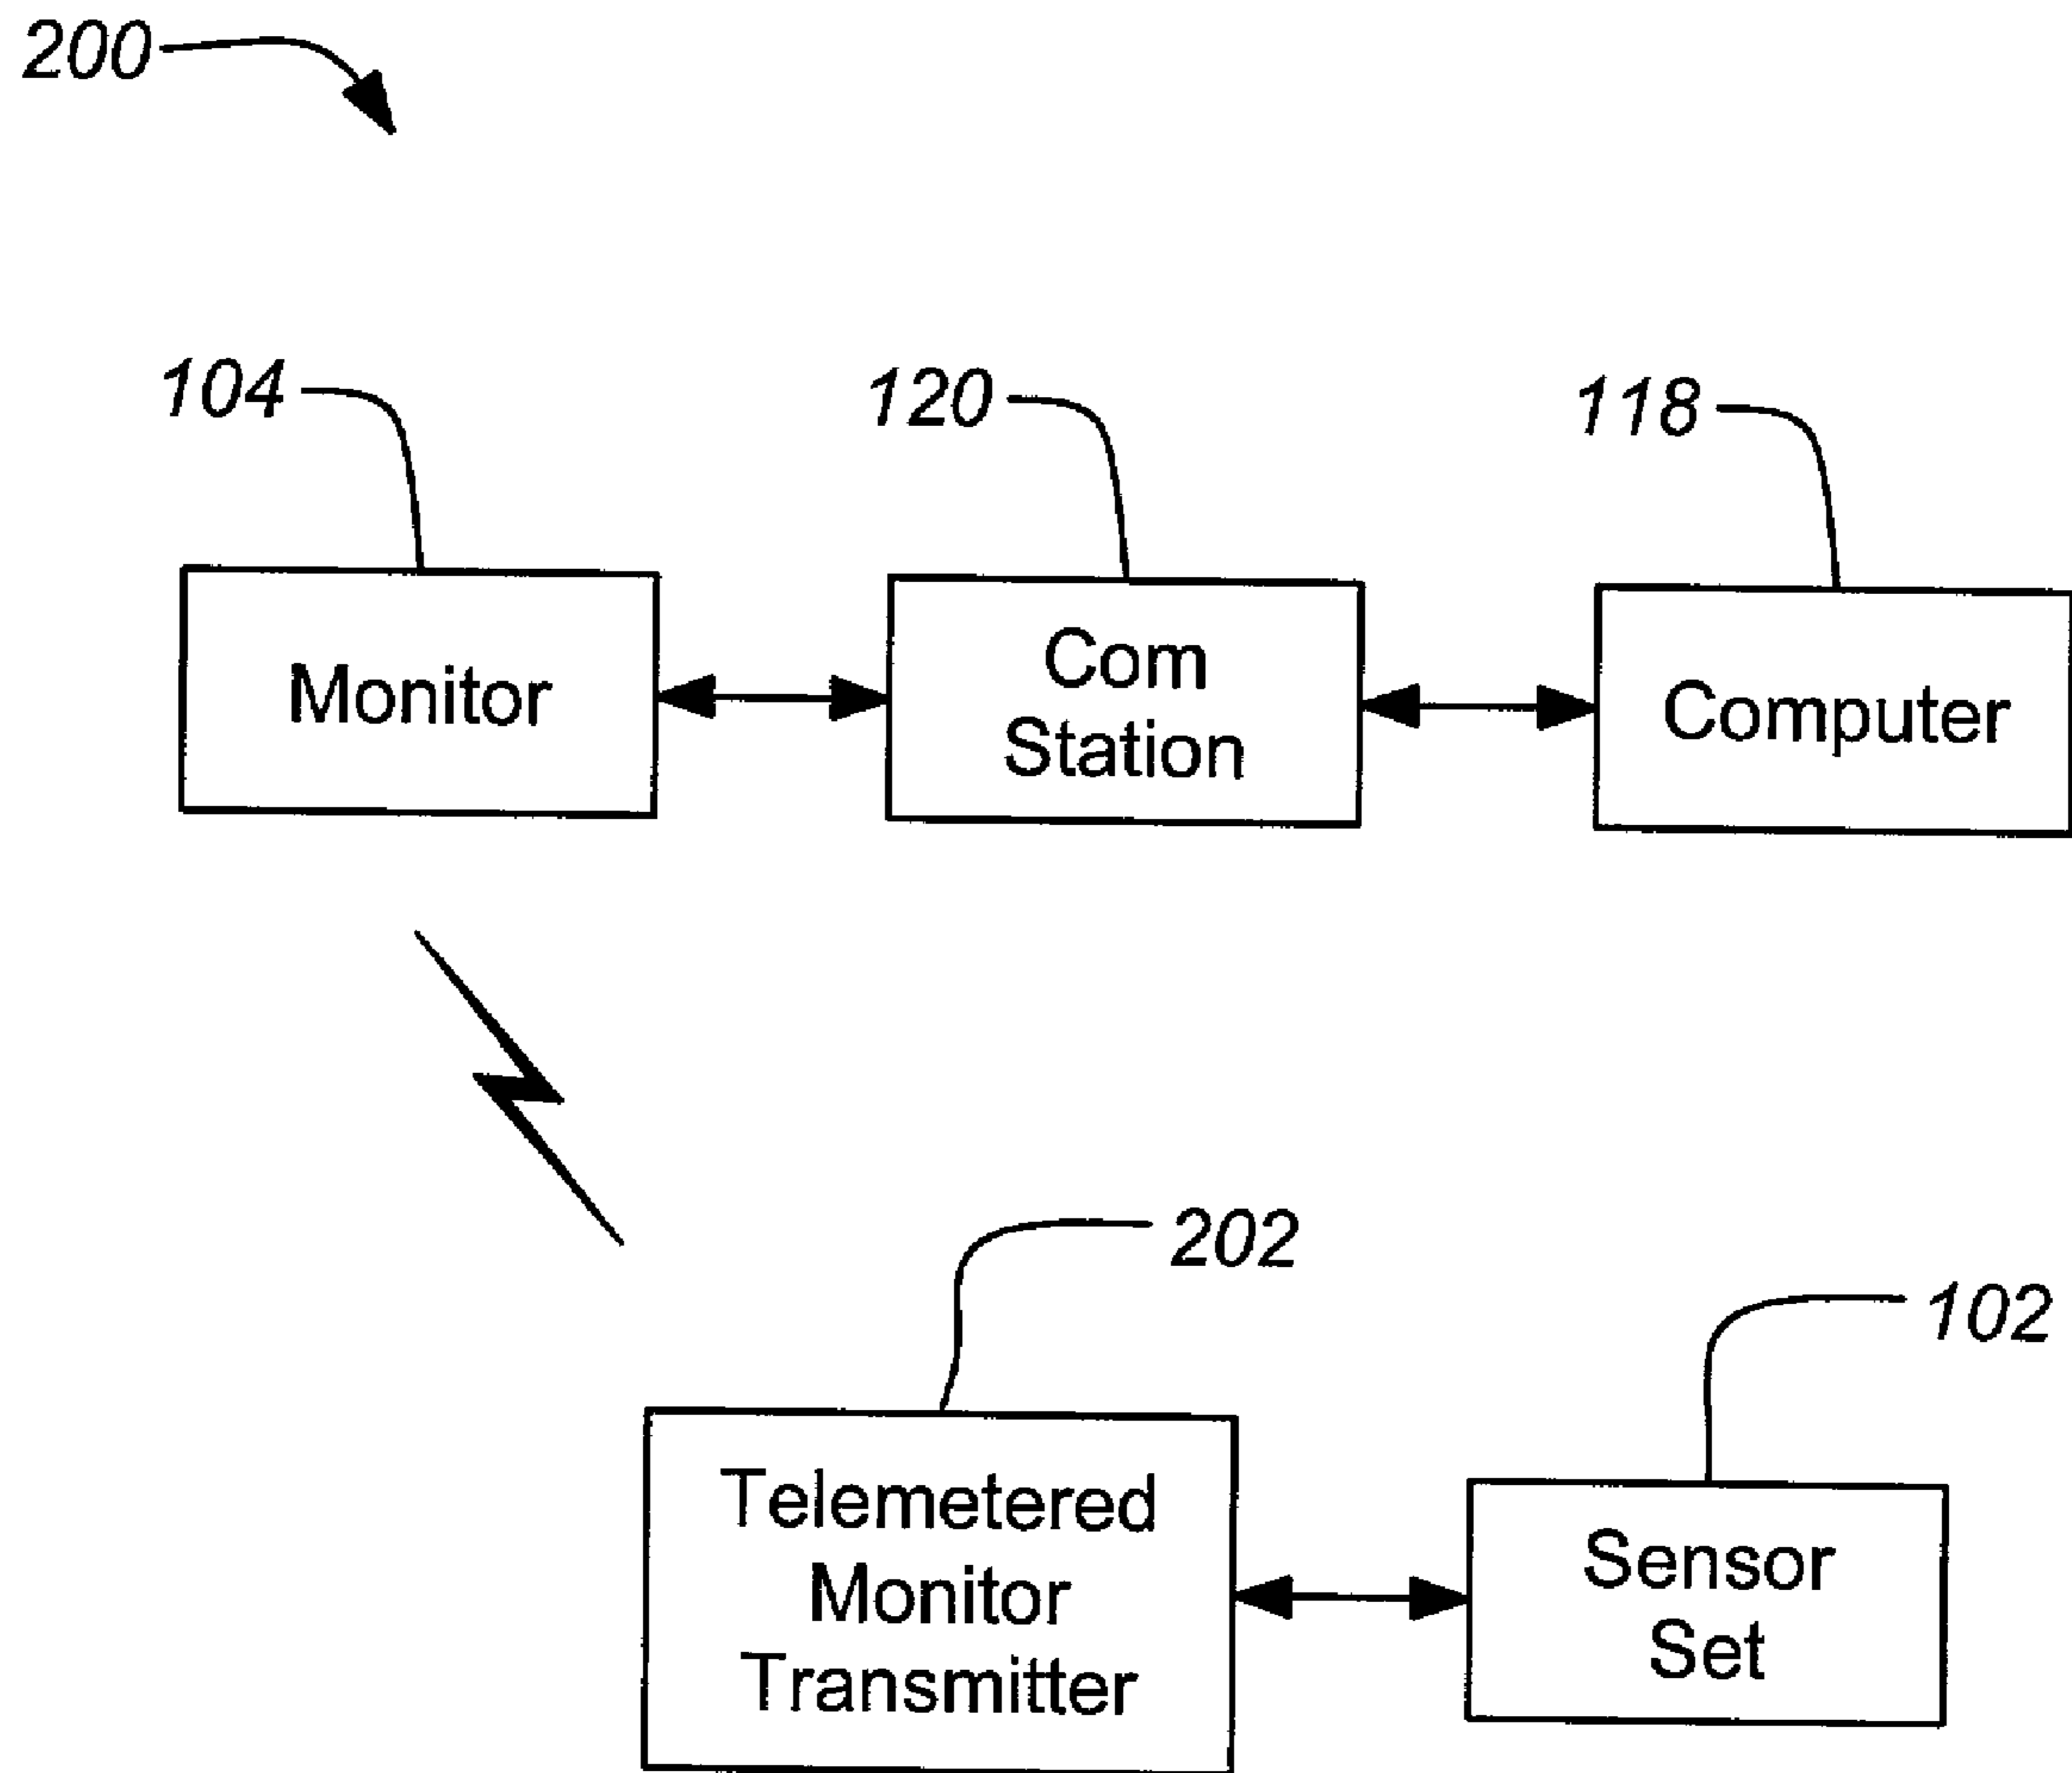 200
104
120
118
Monitor
Com
Station
Computer
202
102
Telemetered
Monitor
Transmitter
Sensor
Set